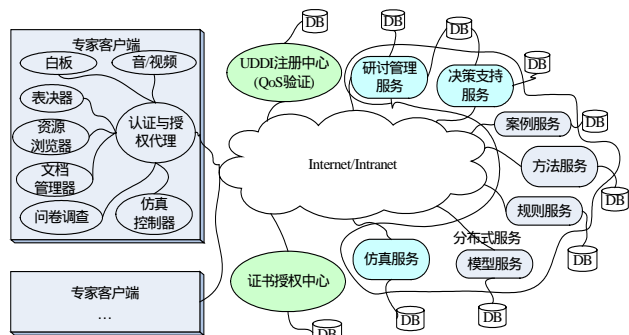 专家客户端
白板
音/视频
表决器
资源
浏览器
认证与授
权代理
文档
管理器
问卷调查
仿真
控制器
专家客户端
…
DB
UDDI注册中心
(QoS验证)
DB
研讨管理
服务
DB
决策支持
服务
DB
案例服务
DB
Internet/Intranet
方法服务
DB
规则服务
DB
分布式服务
模型服务
DB
仿真服务
DB
证书授权中心
DB